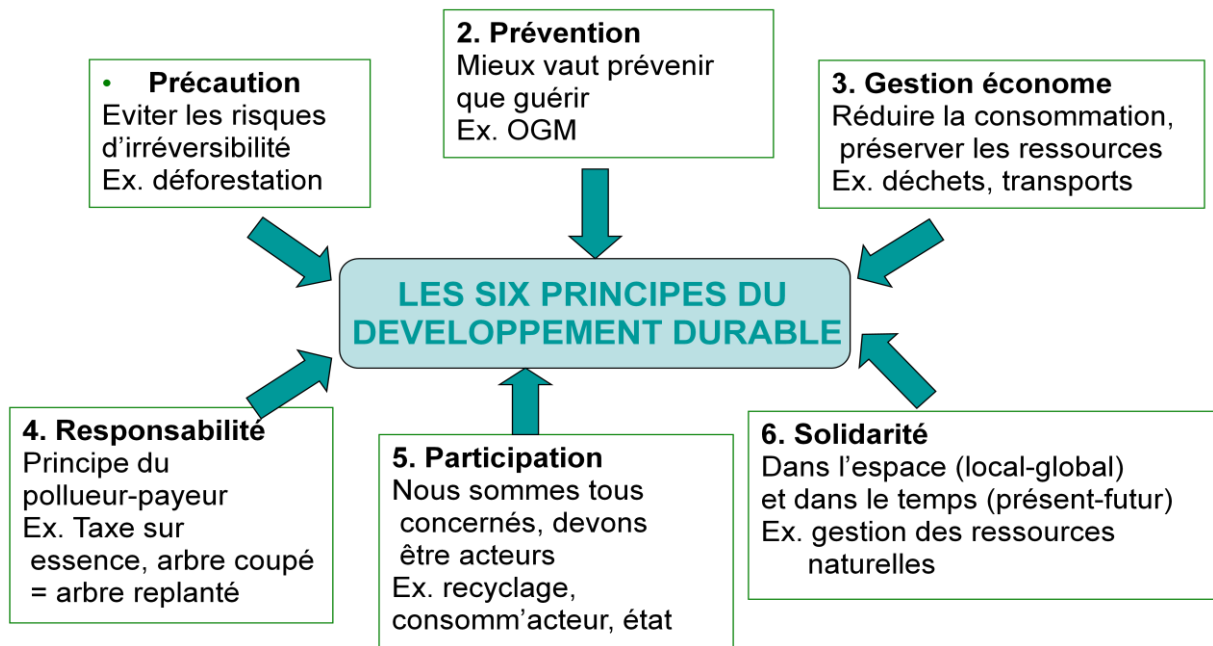 • Précaution
Eviter les risques
d’irréversibilité
Ex. déforestation
2. Prévention
Mieux vaut prévenir
que guérir
Ex. OGM
3. Gestion économe
Réduire la consommation,
préserver les ressources
Ex. déchets, transports
LES SIX PRINCIPES DU
DEVELOPPEMENT DURABLE
4. Responsabilité
Principe du
pollueur-payeur
Ex. Taxe sur
essence, arbre coupé
= arbre replanté
5. Participation
Nous sommes tous
concernés, devons
être acteurs
Ex. recyclage,
consomm’acteur, état
6. Solidarité
Dans l’espace (local-global)
et dans le temps (présent-futur)
Ex. gestion des ressources
naturelles